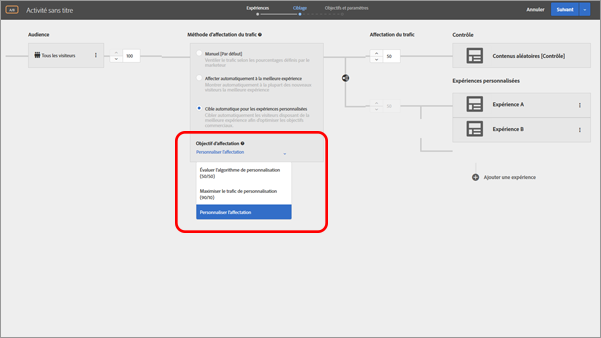 A/B
Activité sans titre
Expériences
Ciblage
Objectifs et paramètres
Annuler
Suivant
Audience
Méthode d'affectation du trafic
Affectation du trafic
Contrôle
Tous les visiteurs
100
Manuel [Par défaut]
Ventilez le trafic selon les pourcentages définis par le
marketeur
50
Contenus aléatoires [Contrôle]
Affecter automatiquement à la meilleure expérience
Montrer automatiquement à la plupart des nouveaux
visiteurs la meilleure expérience
Expériences personnalisées
Cible automatique pour les expériences personnalisées
Cibler automatiquement les visiteurs disposant de la
meilleure expérience afin d'optimiser les objectifs
commerciaux
50
Expérience A
Expérience B
Objectif d'affectation
Personnaliser l'affectation
Évaluer l'algorithme de personnalisation
(50/50)
Maximiser le trafic de personnalisation
(90/10)
Personnaliser l'affectation
Ajouter une expérience